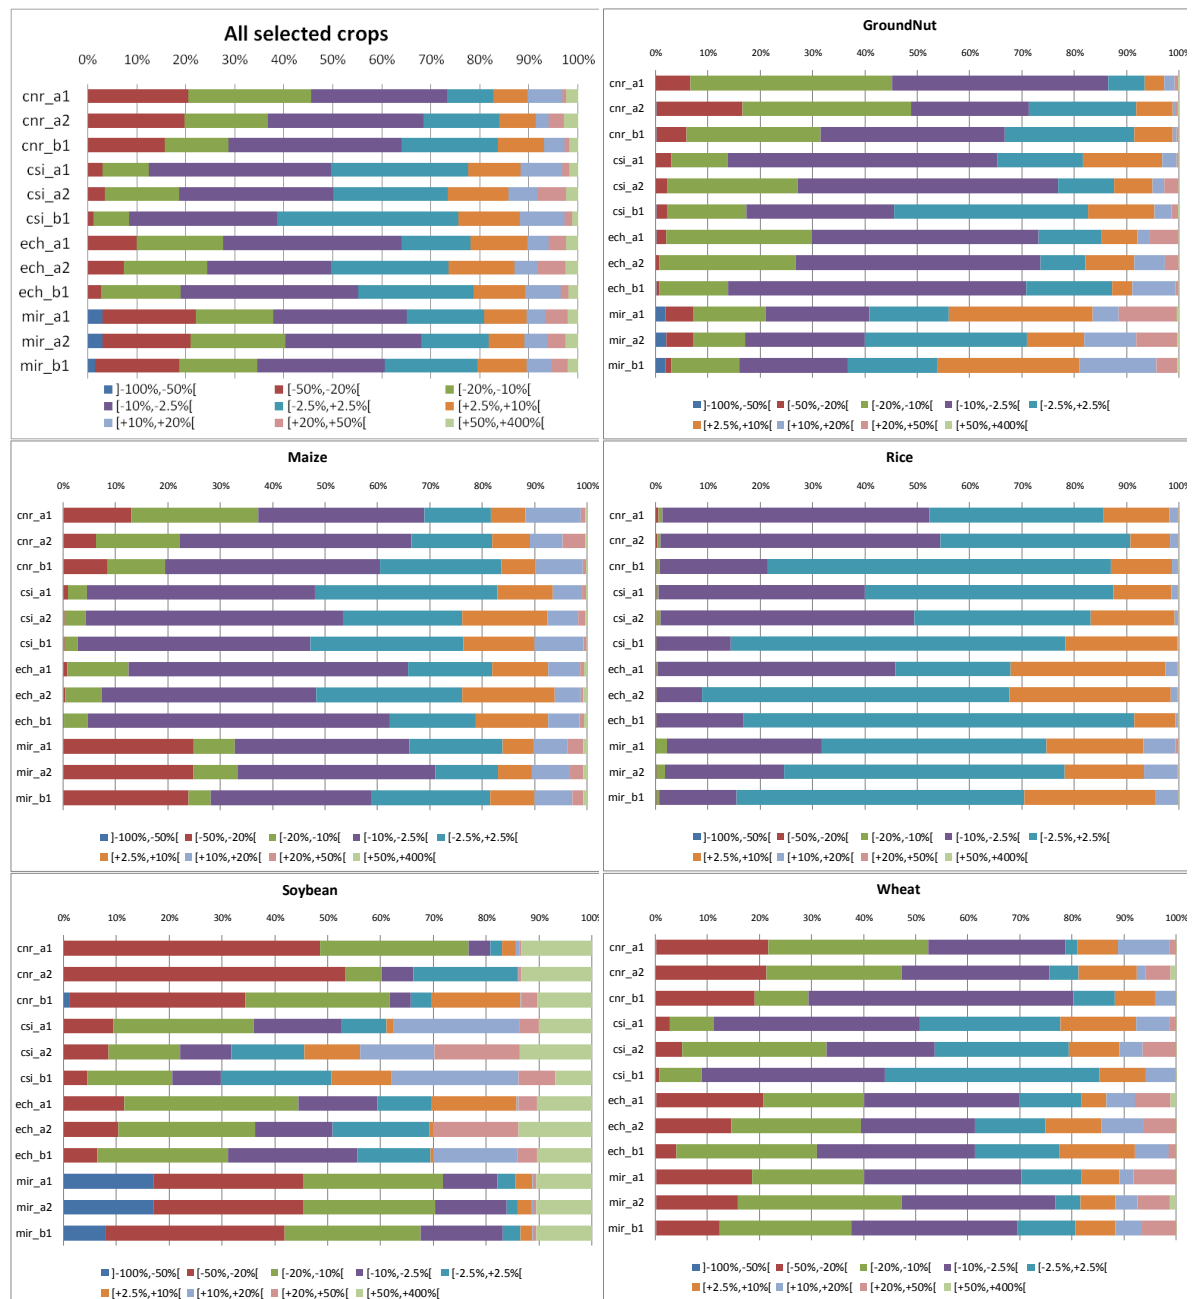 All selected crops
0% 10% 20% 30% 40% 50% 60% 70% 80% 90% 100%
cnr_a1
cnr_a2
cnr_b1
csi_a1
csi_a2
csi_b1
ech_a1
ech_a2
ech_b1
mir_a1
mir_a2
mir_b1
]-100%,-50%[ [-50%,-20%[ [-20%,-10%[
[-10%,-2.5%[ [-2.5%,+2.5%[ [+2.5%,+10%[
[+10%,+20%[ [+20%,+50%[ [+50%,+400%[
GroundNut
0% 10% 20% 30% 40% 50% 60% 70% 80% 90% 100%
cnr_a1
cnr_a2
cnr_b1
csi_a1
csi_a2
csi_b1
ech_a1
ech_a2
ech_b1
mir_a1
mir_a2
mir_b1
]-100%,-50%[ [-50%,-20%[ [-20%,-10%[ [-10%,-2.5%[ [-2.5%,+2.5%[
[+2.5%,+10%[ [+10%,+20%[ [+20%,+50%[ [+50%,+400%[
Maize
0% 10% 20% 30% 40% 50% 60% 70% 80% 90% 100%
cnr_a1
cnr_a2
cnr_b1
csi_a1
csi_a2
csi_b1
ech_a1
ech_a2
ech_b1
mir_a1
mir_a2
mir_b1
]-100%,-50%[ [-50%,-20%[ [-20%,-10%[ [-10%,-2.5%[ [-2.5%,+2.5%[
[+2.5%,+10%[ [+10%,+20%[ [+20%,+50%[ [+50%,+400%[
Rice
0% 10% 20% 30% 40% 50% 60% 70% 80% 90% 100%
cnr_a1
cnr_a2
cnr_b1
csi_a1
csi_a2
csi_b1
ech_a1
ech_a2
ech_b1
mir_a1
mir_a2
mir_b1
]-100%,-50%[ [-50%,-20%[ [-20%,-10%[ [-10%,-2.5%[ [-2.5%,+2.5%[
[+2.5%,+10%[ [+10%,+20%[ [+20%,+50%[ [+50%,+400%[
Soybean
0% 10% 20% 30% 40% 50% 60% 70% 80% 90% 100%
cnr_a1
cnr_a2
cnr_b1
csi_a1
csi_a2
csi_b1
ech_a1
ech_a2
ech_b1
mir_a1
mir_a2
mir_b1
]-100%,-50%[ [-50%,-20%[ [-20%,-10%[ [-10%,-2.5%[ [-2.5%,+2.5%[
[+2.5%,+10%[ [+10%,+20%[ [+20%,+50%[ [+50%,+400%[
Wheat
0% 10% 20% 30% 40% 50% 60% 70% 80% 90% 100%
cnr_a1
cnr_a2
cnr_b1
csi_a1
csi_a2
csi_b1
ech_a1
ech_a2
ech_b1
mir_a1
mir_a2
mir_b1
]-100%,-50%[ [-50%,-20%[ [-20%,-10%[ [-10%,-2.5%[ [-2.5%,+2.5%[
[+2.5%,+10%[ [+10%,+20%[ [+20%,+50%[ [+50%,+400%[